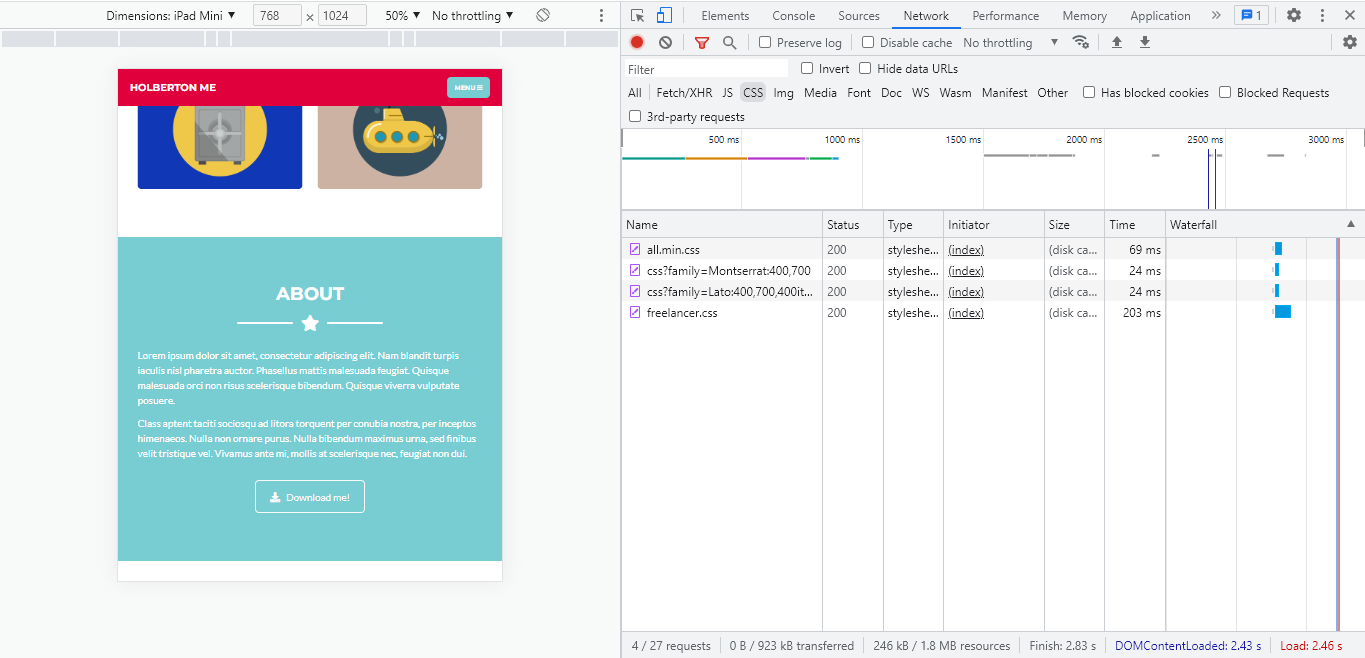 Dimensions: iPad Mini ▼ 768 × 1024 50% ▼ No throttling ▼
HOLBERTON ME
MENU
ABOUT
Lorem ipsum dolor sit amet, consectetur adipiscing elit. Nam blandit turpis
iaculis nisl pharetra auctor. Phasellus mattis malesuada feugiat. Quisque
malesuada orci non risus scelerisque bibendum. Quisque viverra vulputate
posuere.
Class aptent taciti sociosqu ad litora torquent per conubia nostra, per inceptos
himenaeos. Nulla non ornare purus. Nulla bibendum maximus urna, sed finibus
velit tristique vel. Vivamus ante mi, mollis at scelerisque nec, feugiat non dui.
Download me!
Elements Console Sources Network Performance Memory Application » 1
Preserve log Disable cache No throttling ▼
Filter Invert Hide data URLs
All Fetch/XHR JS CSS Img Media Font Doc WS Wasm Manifest Other Has blocked cookies Blocked Requests
3rd-party requests
500 ms 1000 ms 1500 ms 2000 ms 2500 ms 3000 ms
Name Status Type Initiator Size Time Waterfall ▲
all.min.css 200 styleshe... (index) (disk ca... 69 ms
css?family=Montserrat:400,700 200 styleshe... (index) (disk ca... 24 ms
css?family=Lato:400,700,400it... 200 styleshe... (index) (disk ca... 24 ms
freelancer.css 200 styleshe... (index) (disk ca... 203 ms
4 / 27 requests 0 B / 923 kB transferred 246 kB / 1.8 MB resources Finish: 2.83 s DOMContentLoaded: 2.43 s Load: 2.46 s